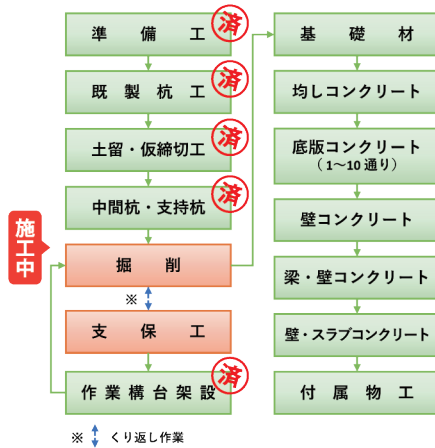 準備工
済
既製杭工
済
土留・仮締切工
済
中間杭・支持杭
済
施工中
掘削
※
支保工
作業構台架設
済
※ くり返し作業
基礎材
均しコンクリート
底版コンクリート
（1～10通り）
壁コンクリート
梁・壁コンクリート
壁・スラブコンクリート
付属物工